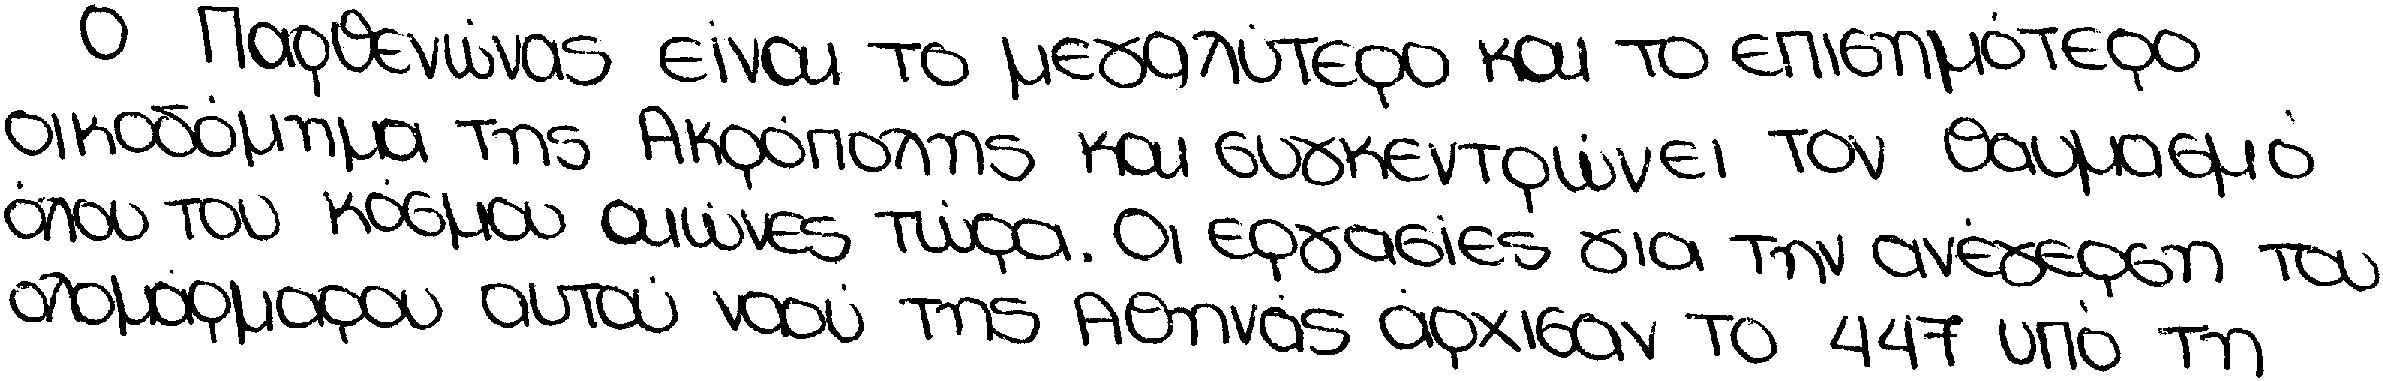 Ο Παρθενώνας είναι το μεγαλύτερο και το επισημότερο
οικοδόμημα της Ακρόπολης και συγκεντρώνει τον θαυμασμό
όλου του κόσμου αιώνες τώρα. Οι εργασίες για την ανέγερση του
ολομάρμαρου αυτού ναού της Αθηνάς άρχισαν το 447 υπό τη